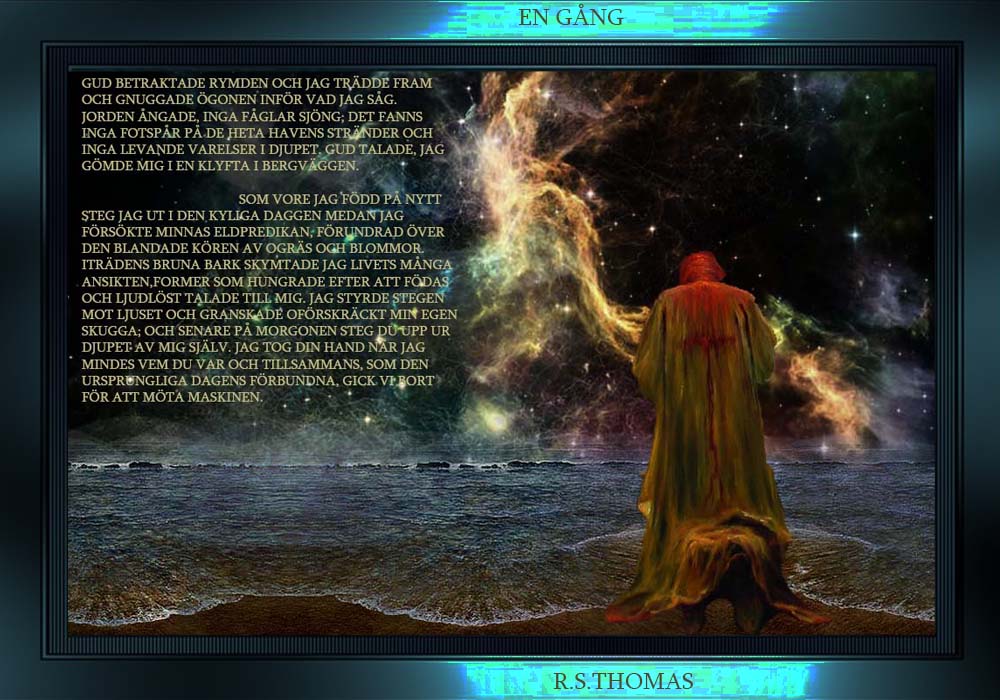 EN GÅNG
GUD BETRAKTADE RYMDEN OCH JAG TRÄDDE FRAM
OCH GNUGGADE ÖGONEN INFÖR VAD JAG SÅG.
JORDEN ÅNGADE, INGA FÅGLAR SJÖNG; DET FANNS
INGA FOTSPÅR PÅ DE HETA HAVENS STRÄNDER OCH
INGA LEVANDE VARELSER I DJUPET. GUD TALADE, JAG
GÖMDE MIG I EN KLYFTA I BERGVÄGGEN.
SOM VORE JAG FÖDD PÅ NYTT
STEG JAG UT I DEN KYLIGA DAGGEN MEDAN JAG
FÖRSÖKTE MINNAS ELDPREDIKAN, FÖRUNDRAD ÖVER
DEN BLANDADE KÖREN AV OGRÄS OCH BLOMMOR.
ITRÄDENS BRUNA BARK SKYMTADE JAG LIVETS MÅNGA
ANSIKTEN,FORMER SOM HUNGRADE EFTER ATT FÖDAS
OCH LJUDLÖST TALADE TILL MIG. JAG STYRDE STEGEN
MOT LJUSET OCH GRANSKADE OFÖRSKRÄCKT MIN EGEN
SKUGGA; OCH SENARE PÅ MORGONEN STEG DU UPP UR
DJUPET AV MIG SJÄLV. JAG TOG DIN HAND NÄR JAG
MINDES VEM DU VAR OCH TILLSAMMANS, SOM DEN
URSPRUNGLIGA DAGENS FÖRBUNDNA, GICK VI BORT
FÖR ATT MÖTA MASKINEN.
R.S.THOMAS